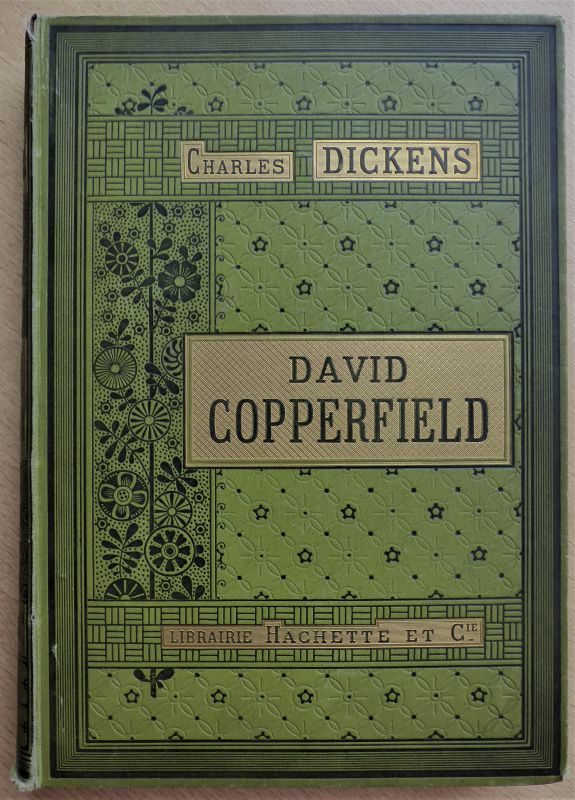 CHARLES DICKENS
DAVID
COPPERFIELD
LIBRAIRIE HACHETTE ET CIE